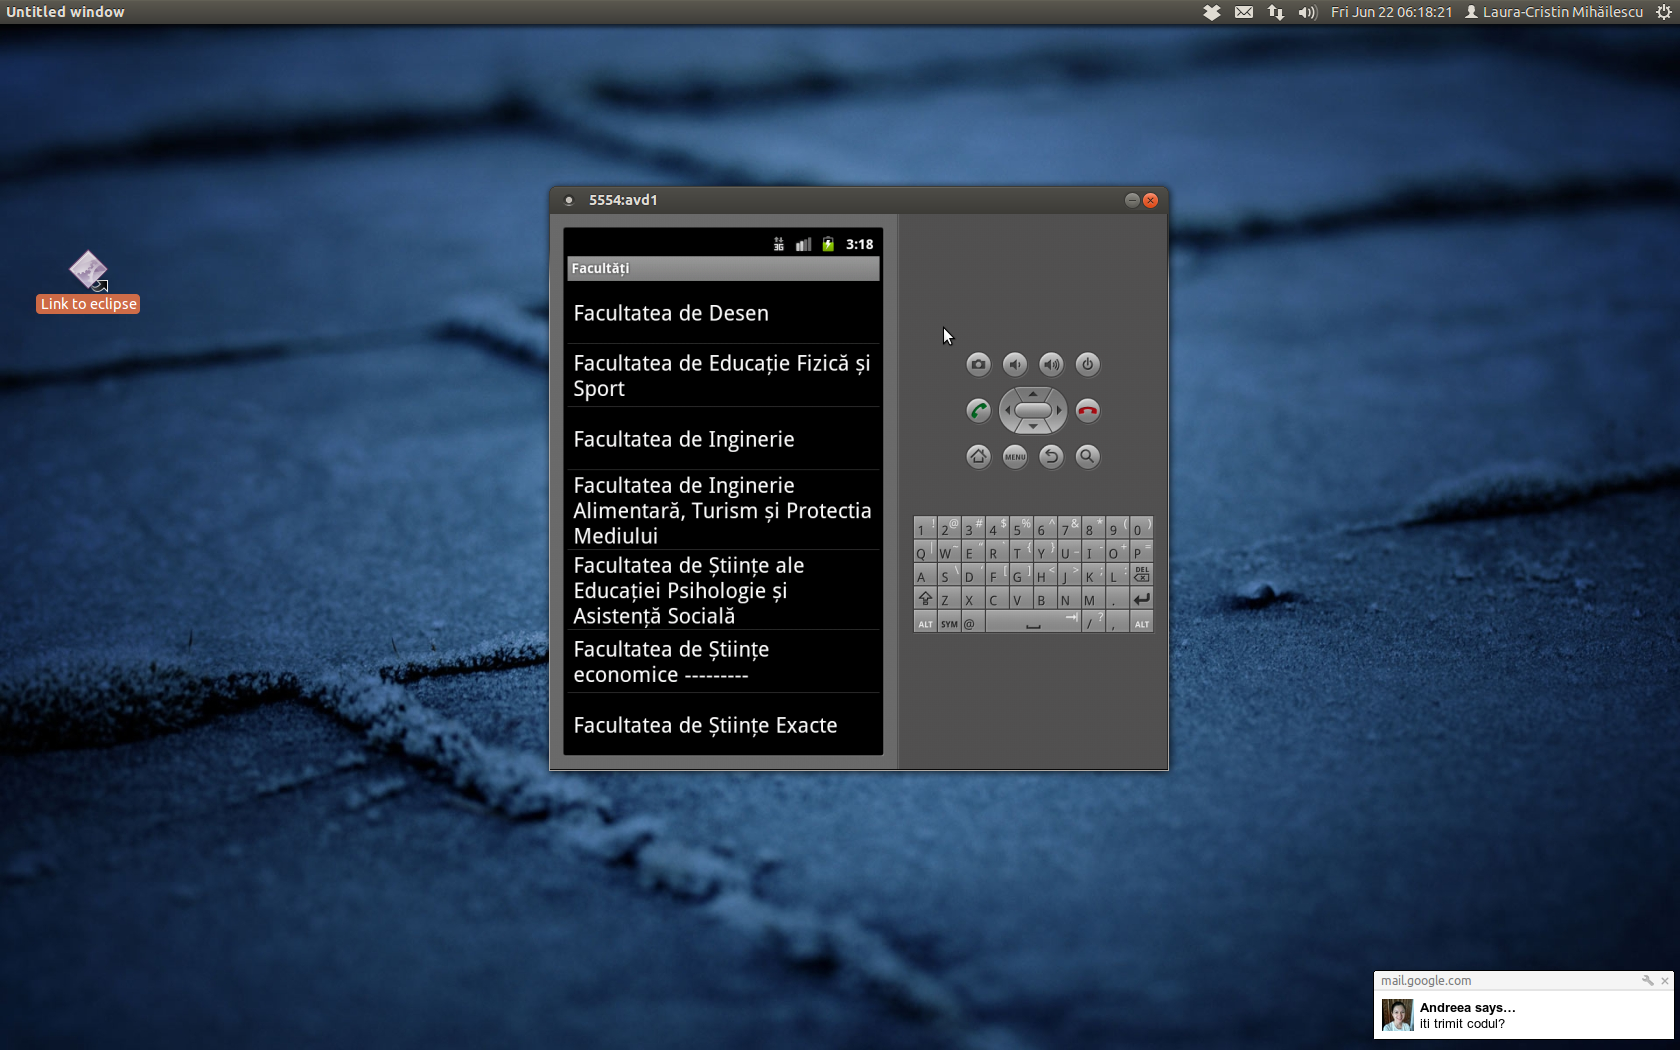 Untitled window
Fri Jun 22 06:18:21 Laura-Cristin Mihăilescu
Link to eclipse
5554:avd1
3G 3:18
Facultăți
Facultatea de Desen
Facultatea de Educație Fizică și
Sport
Facultatea de Inginerie
Facultatea de Inginerie
Alimentară, Turism și Protectia
Mediului
Facultatea de Științe ale
Educației Psihologie și
Asistență Socială
Facultatea de Științe
economice ---------
Facultatea de Științe Exacte
MENU
1 ! 2 @ 3 # 4 $ 5 % 6 ^ 7 & 8 * 9 ( 0 )
Q | W ~ E " R ` T { Y } U _ I - O + P =
A S \ D ' F [ G ] H < J > K ; L : DEL
Z X C V B N M .
ALT SYM @ / ? , ALT
mail.google.com
Andreea says...
iti trimit codul?